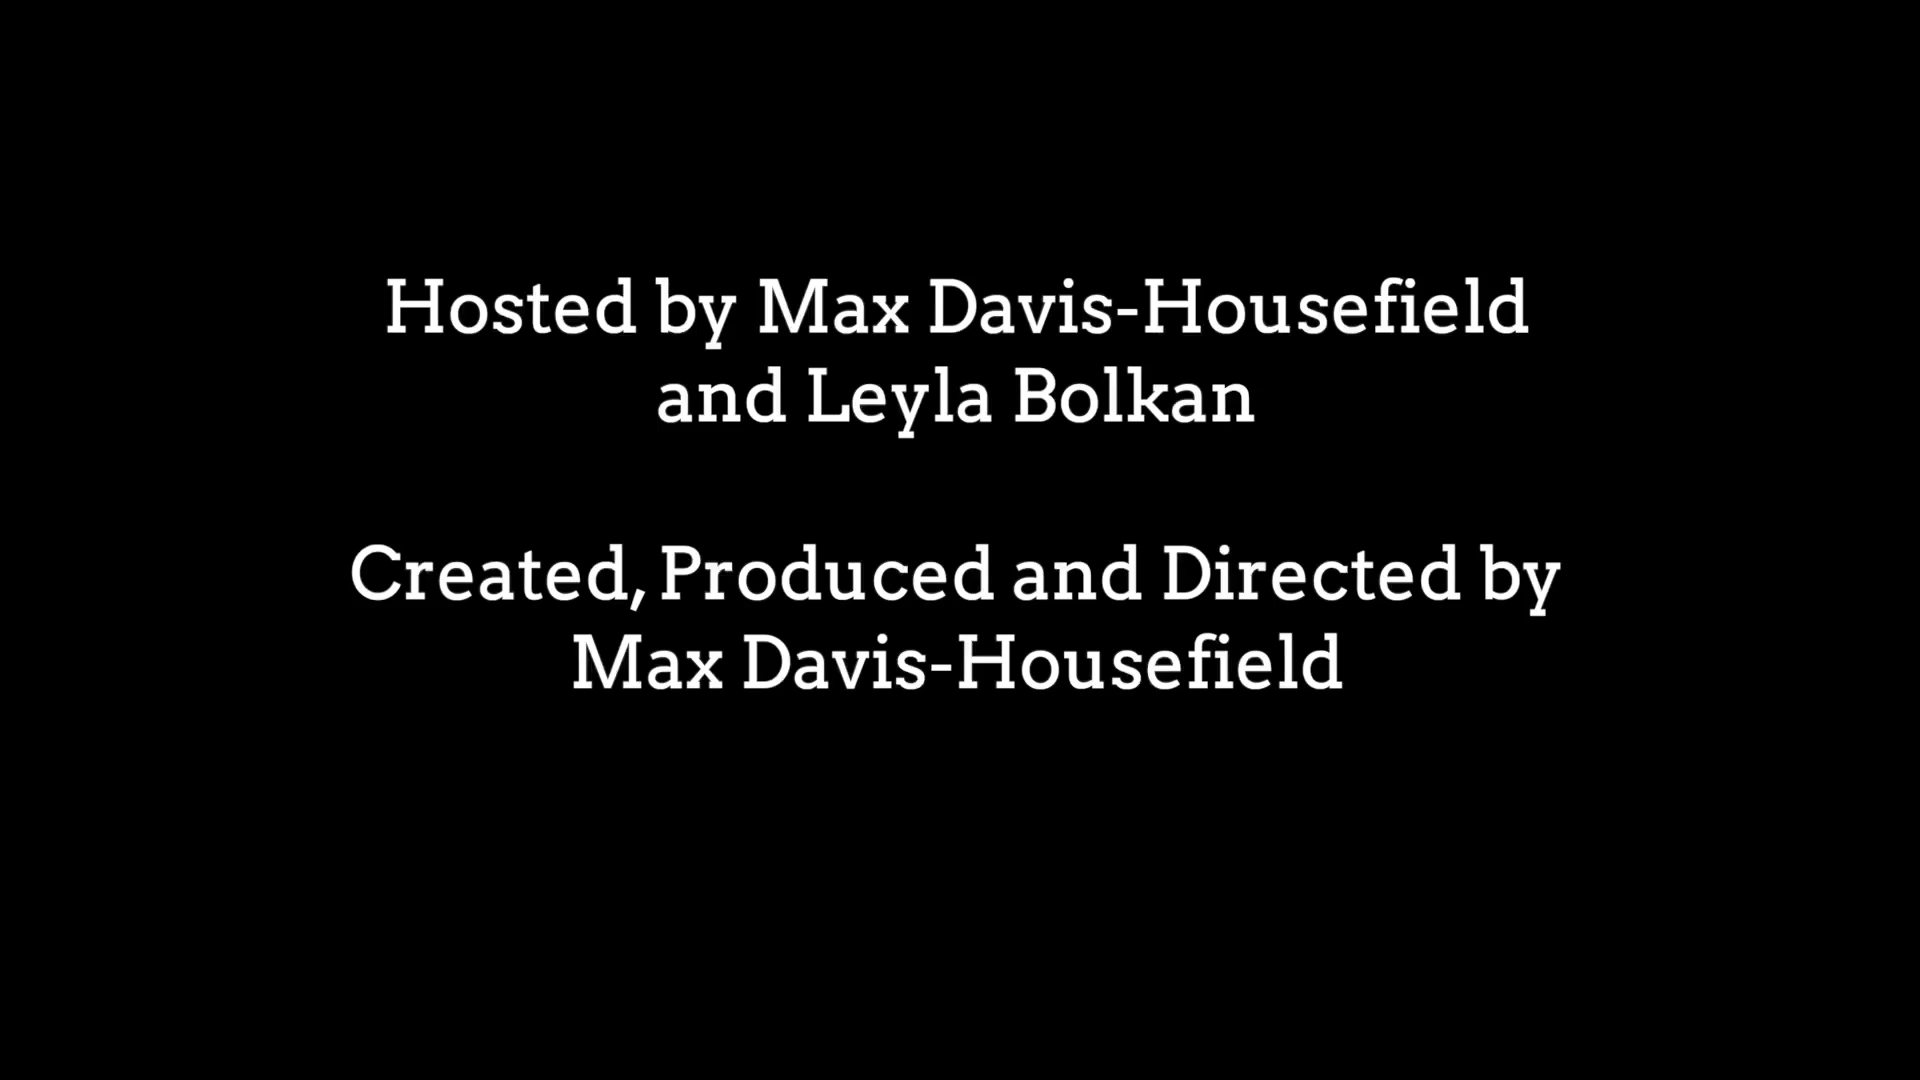 Hosted by Max Davis-Housefield
and Leyla Bolkan
Created, Produced and Directed by
Max Davis-Housefield